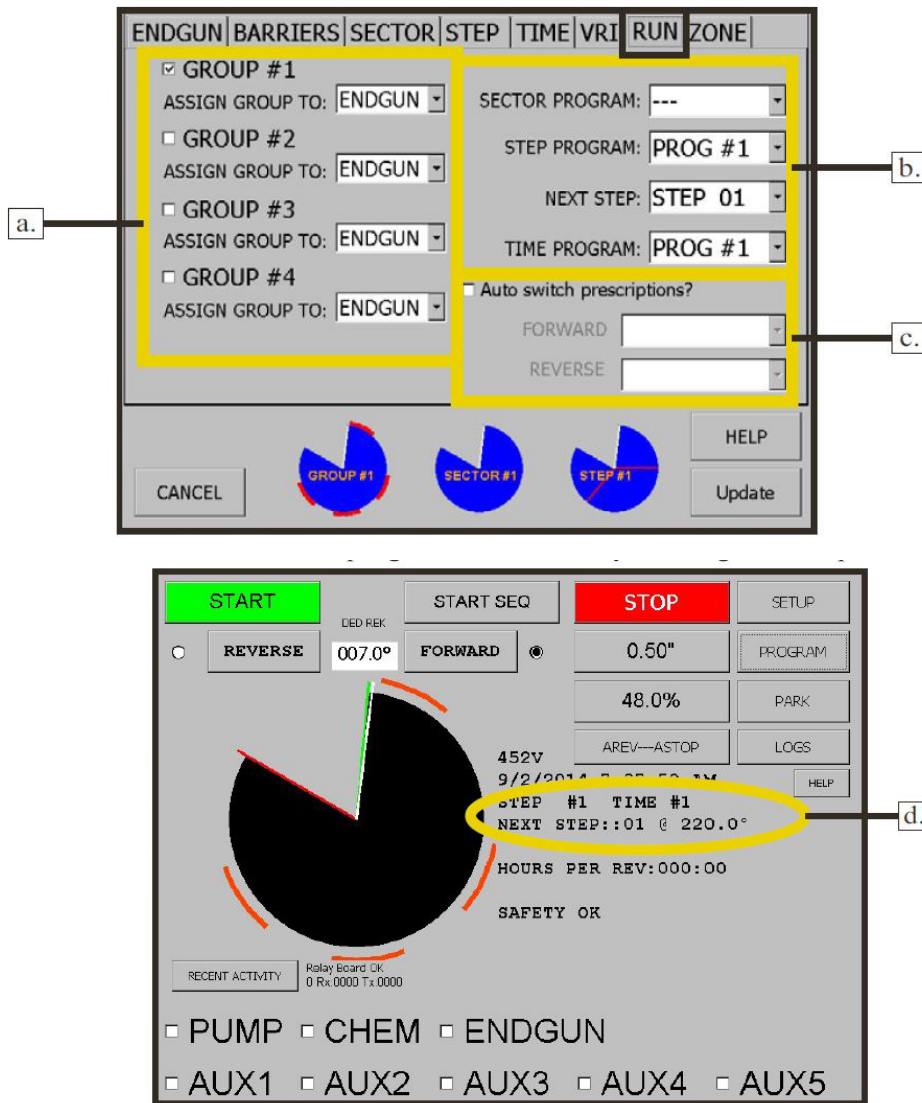 ENDGUN BARRIERS SECTOR STEP TIME VRI RUN ZONE
GROUP #1
ASSIGN GROUP TO: ENDGUN
GROUP #2
ASSIGN GROUP TO: ENDGUN
GROUP #3
ASSIGN GROUP TO: ENDGUN
GROUP #4
ASSIGN GROUP TO: ENDGUN
a.
SECTOR PROGRAM: ---
STEP PROGRAM: PROG #1
NEXT STEP: STEP 01
TIME PROGRAM: PROG #1
b.
Auto switch prescriptions?
FORWARD
REVERSE
c.
CANCEL
GROUP #1
SECTOR#1
STEP#1
HELP
Update
START
START SEQ
STOP
SETUP
REVERSE
DED REK
007.0º
FORWARD
0.50"
PROGRAM
48.0%
PARK
AREV---ASTOP
LOGS
HELP
452V
9/2/2014
STEP #1 TIME #1
NEXT STEP::01 @ 220.0°
d.
HOURS PER REV:000:00
SAFETY OK
RECENT ACTIVITY
Relay Board OK
0 Rx:0000 Tx:0000
PUMP CHEM ENDGUN
AUX1 AUX2 AUX3 AUX4 AUX5